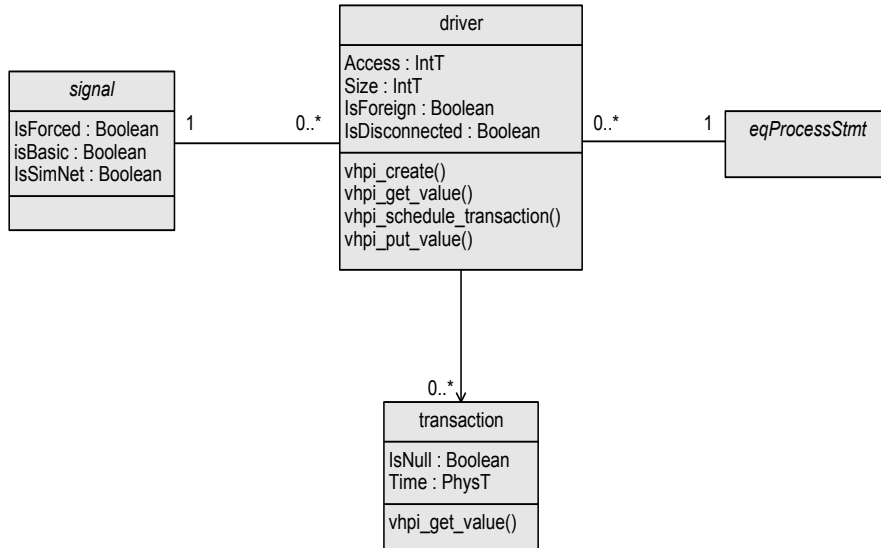 driver
Access : IntT
Size : IntT
IsForeign : Boolean
IsDisconnected : Boolean
vhpi_create()
vhpi_get_value()
vhpi_schedule_transaction()
vhpi_put_value()
signal
IsForced : Boolean
isBasic : Boolean
IsSimNet : Boolean
1
0..*
0..*
1
eqProcessStmt
0..*
transaction
IsNull : Boolean
Time : PhysT
vhpi_get_value()